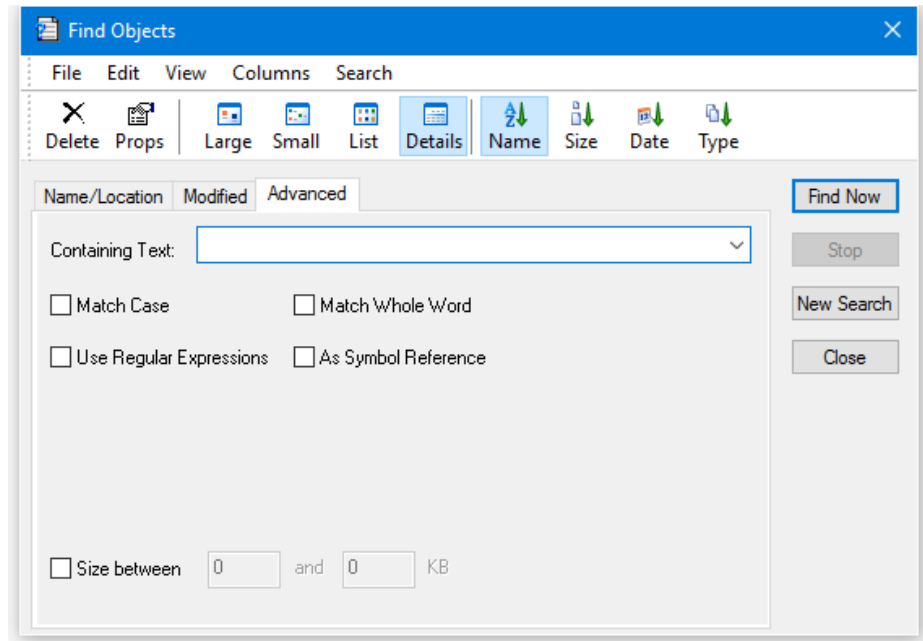 Find Objects
File Edit View Columns Search
Delete Props Large Small List Details Name Size Date Type
Name/Location Modified Advanced Find Now
Containing Text: Stop
Match Case Match Whole Word New Search
Use Regular Expressions As Symbol Reference Close
Size between 0 and 0 KB